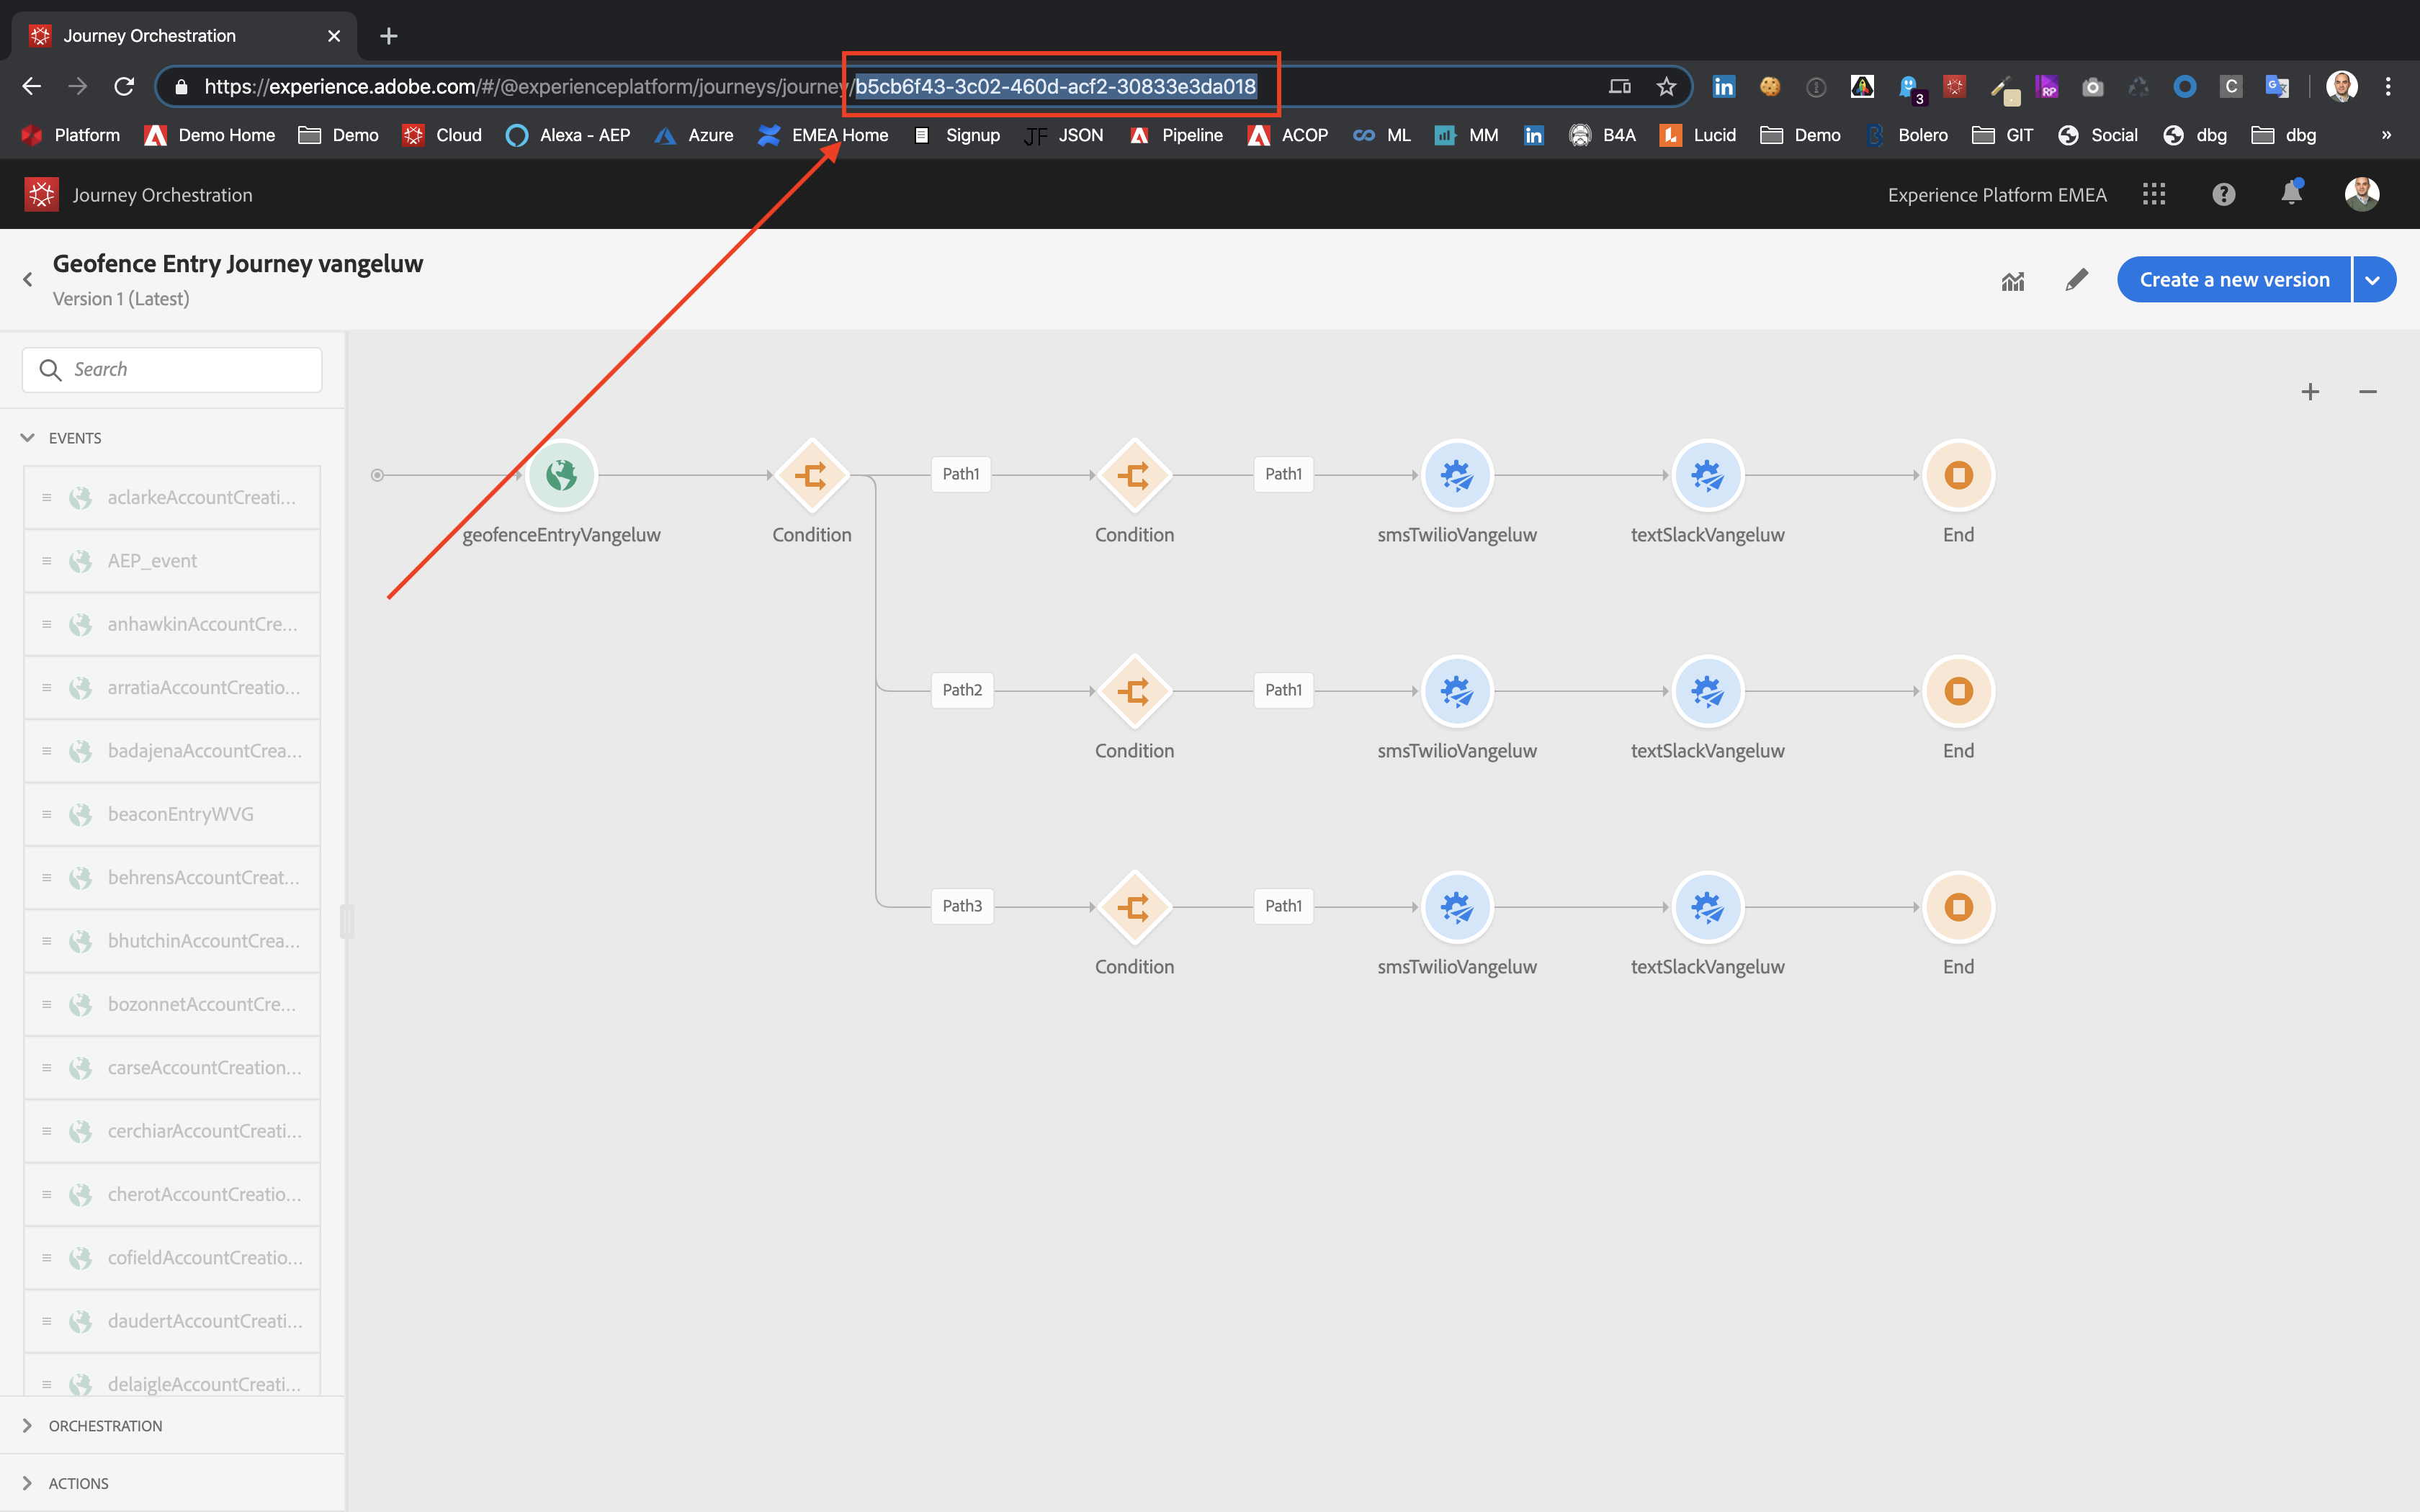 Journey Orchestration
https://experience.adobe.com/#/@experienceplatform/journeys/journey/b5cb6f43-3c02-460d-acf2-30833e3da018
3
RP
C
Platform
Demo Home
Demo
Cloud
Alexa - AEP
Azure
EMEA Home
Signup
JF
JSON
Pipeline
ACOP
ML
MM
in
B4A
Lucid
Demo
Bolero
GIT
Social
dbg
dbg
»
Journey Orchestration
Experience Platform EMEA
Geofence Entry Journey vangeluw
Version 1 (Latest)
Create a new version
Search
EVENTS
aclarkeAccountCreati...
AEP_event
anhawkinAccountCre...
arratiaAccountCreatio...
badajenaAccountCrea...
beaconEntryWVG
behrensAccountCreat...
bhutchinAccountCrea...
bozonnetAccountCre...
carseAccountCreation...
cerchiarAccountCreati...
cherotAccountCreatio...
cofieldAccountCreatio...
daudertAccountCreati...
delaigleAccountCreati...
ORCHESTRATION
ACTIONS
geofenceEntryVangeluw
Condition
Path1
Condition
Path1
smsTwilioVangeluw
textSlackVangeluw
End
Path2
Condition
Path1
smsTwilioVangeluw
textSlackVangeluw
End
Path3
Condition
Path1
smsTwilioVangeluw
textSlackVangeluw
End